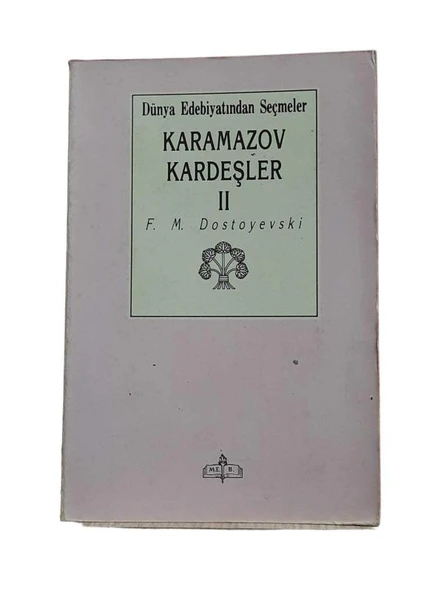 Dünya Edebiyatından Seçmeler
KARAMAZOV
KARDEŞLER
II
F. M. Dostoyevski
M.E. B.